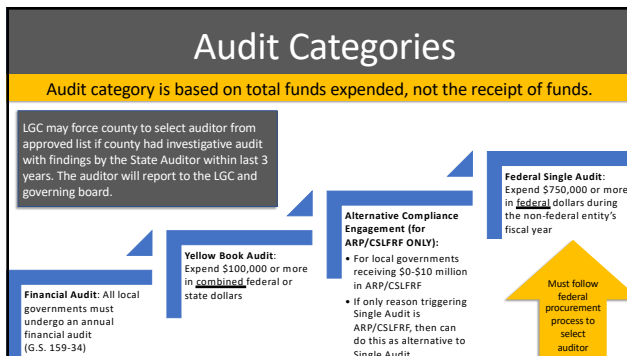 Audit Categories
Audit category is based on total funds expended, not the receipt of funds.
LGC may force county to select auditor from
approved list if county had investigative audit
with findings by the State Auditor within last 3
years. The auditor will report to the LGC and
governing board.
Financial Audit: All local
governments must
undergo an annual
financial audit
(G.S. 159-34)
Yellow Book Audit:
Expend $100,000 or more
in combined federal or
state dollars
Alternative Compliance
Engagement (for
ARP/CSLFRF ONLY):
• For local governments
receiving $0-$10 million
in ARP/CSLFRF
• If only reason triggering
Single Audit is
ARP/CSLFRF, then can
do this as alternative to
Single Audit
Federal Single Audit:
Expend $750,000 or more
in federal dollars during
the non-federal entity's
fiscal year
Must follow
federal
procurement
process to
select
auditor